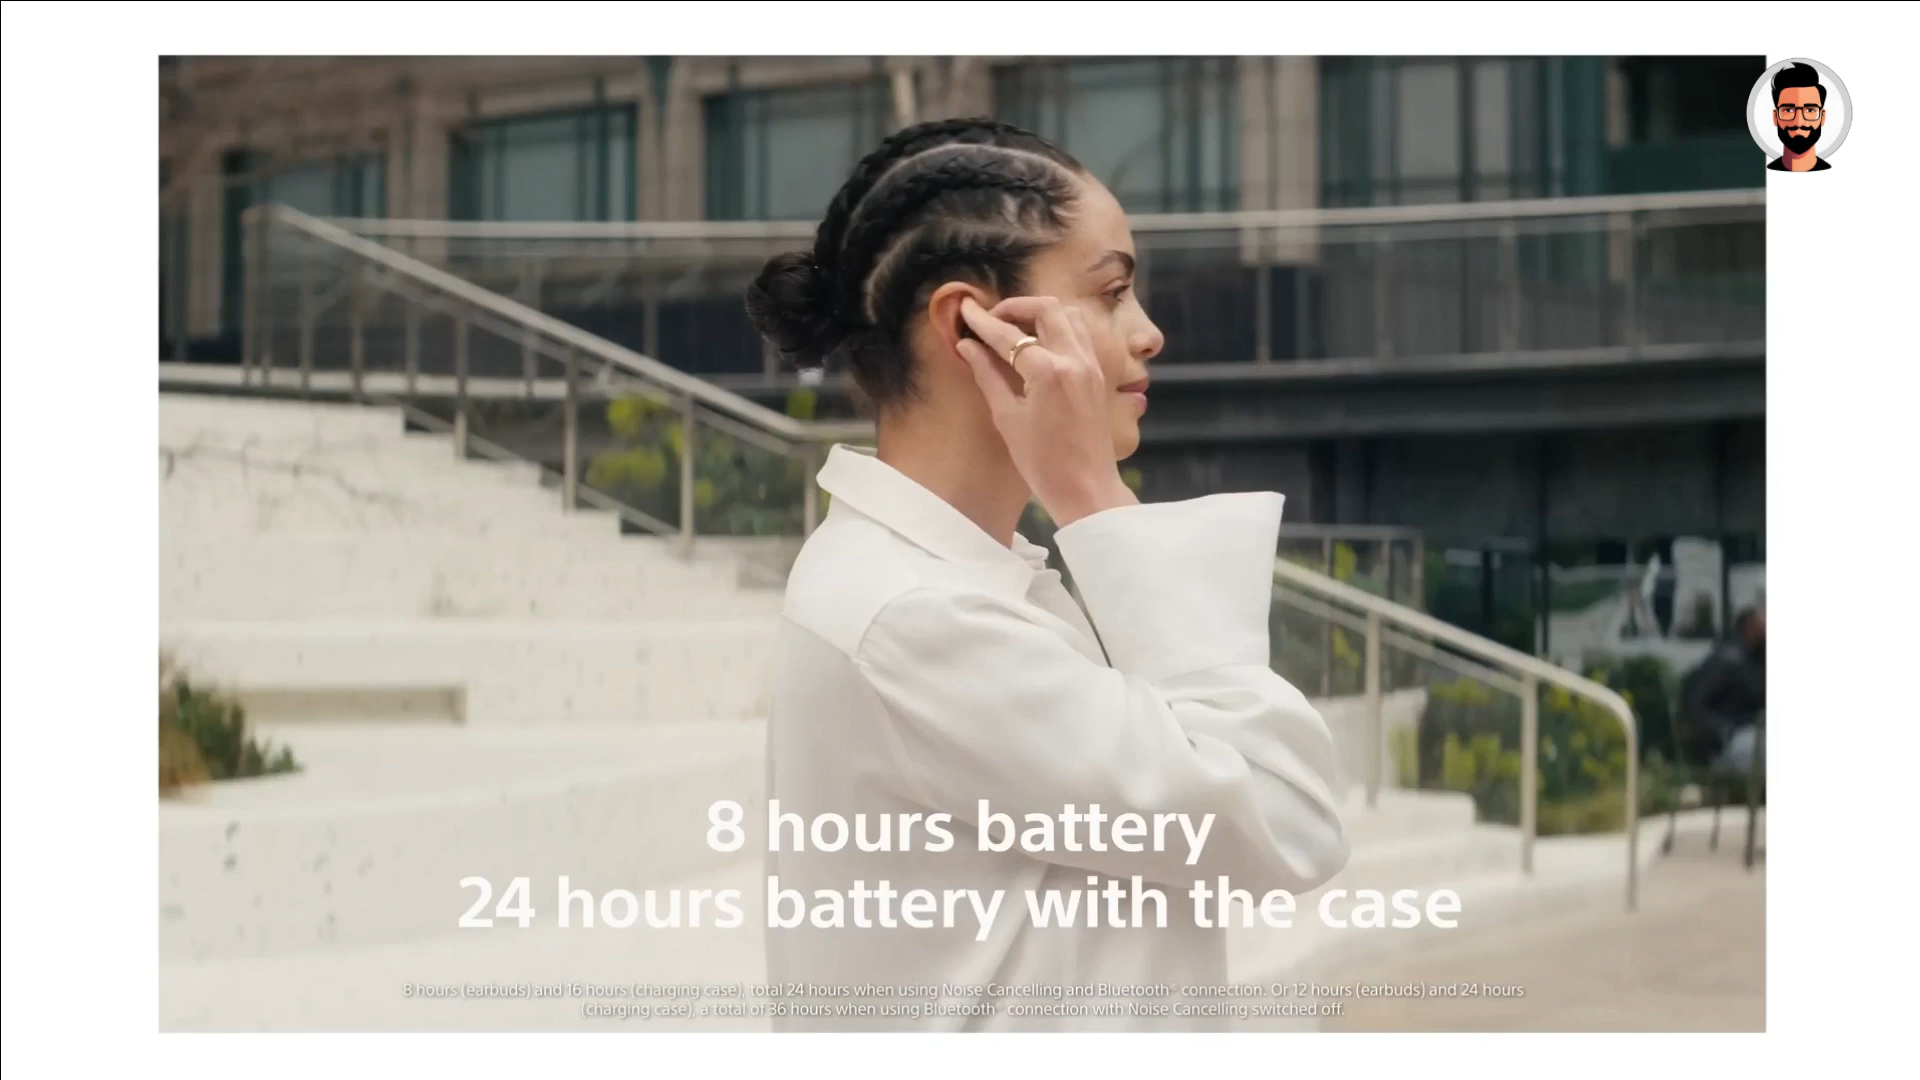 8 hours battery
24 hours battery with the case
8 hours (earbuds) and 16 hours (charging case), total 24 hours when using Noise Cancelling and Bluetooth® connection. Or 12 hours (earbuds) and 24 hours
(charging case), a total of 36 hours when using Bluetooth® connection with Noise Cancelling switched off.